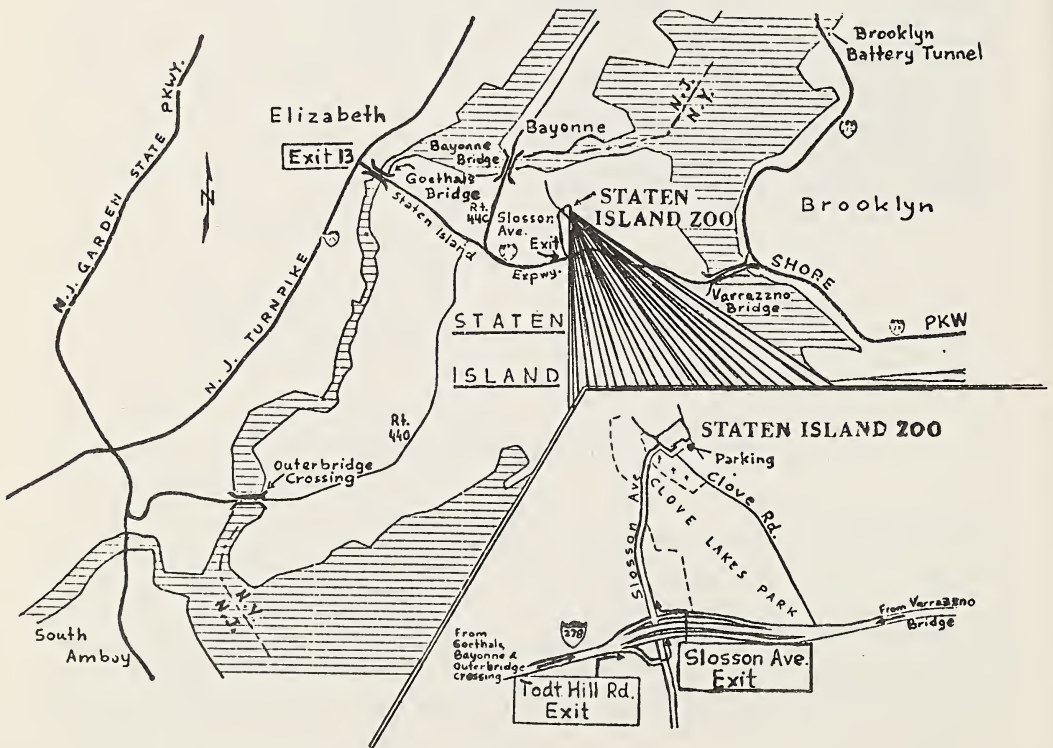 Brooklyn
Battery Tunnel
N.J. GARDEN STATE PKWY.
Elizabeth
Exit 13
N
Bayonne
Bridge
Bayonne
N.J.
N.Y.
Goethals
Bridge
Staten Island
Rt.
440
Slosson
Ave.
Exit
Expwy.
STATEN
ISLAND ZOO
Brooklyn
N.J. TURNPIKE
SHORE
PKW
Varrazzno
Bridge
STATEN
ISLAND
Rt.
440
Outerbridge
Crossing
N.Y.
N.J.
South
Amboy
STATEN ISLAND ZOO
Parking
Clove Rd.
Slosson Ave
CLOVE LAKES PARK
From Varrazzno
Bridge
278
From
Goethals,
Bayonne &
Outerbridge
Crossing
Todt Hill Rd.
Exit
Slosson Ave.
Exit